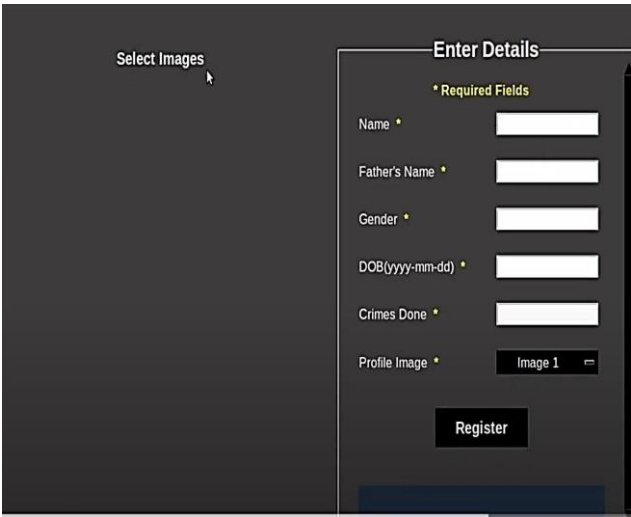 Select Images
Enter Details
* Required Fields
Name *
Father's Name *
Gender *
DOB(yyyy-mm-dd) *
Crimes Done *
Profile Image * Image 1
Register